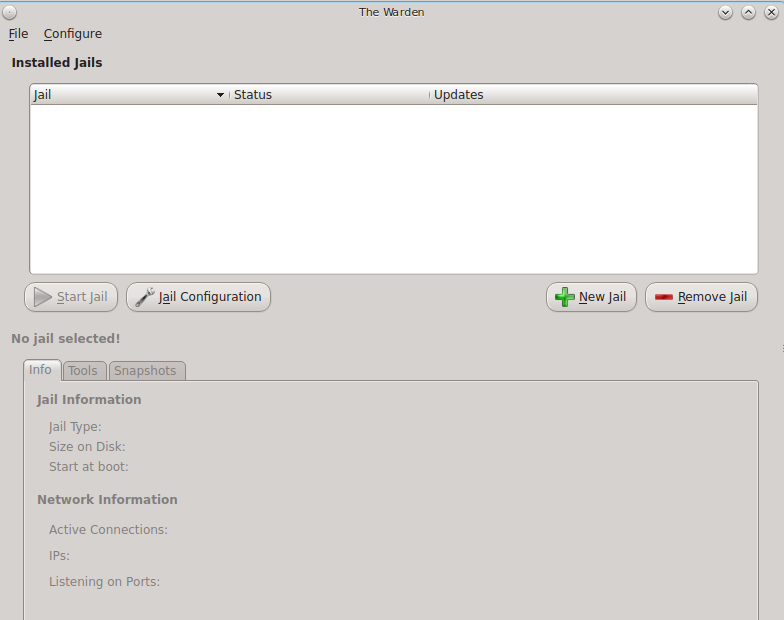 The Warden
File Configure
Installed Jails
Jail Status Updates
Start Jail Jail Configuration New Jail Remove Jail
No jail selected!
Info Tools Snapshots
Jail Information
Jail Type:
Size on Disk:
Start at boot:
Network Information
Active Connections:
IPs:
Listening on Ports: